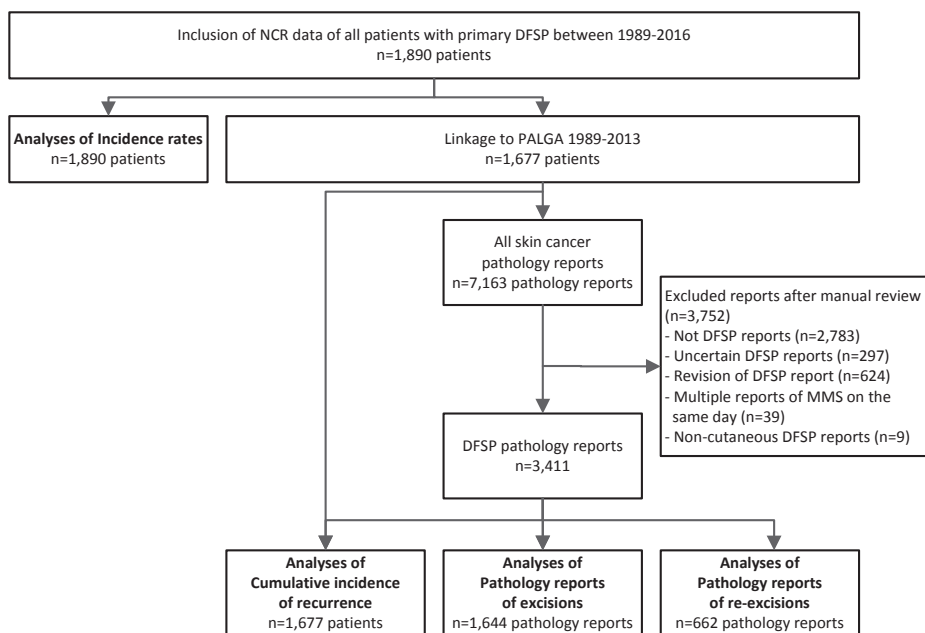 Inclusion of NCR data of all patients with primary DFSP between 1989-2016
n=1,890 patients
Analyses of Incidence rates
n=1,890 patients
Linkage to PALGA 1989-2013
n=1,677 patients
All skin cancer
pathology reports
n=7,163 pathology reports
Excluded reports after manual review
(n=3,752)
- Not DFSP reports (n=2,783)
- Uncertain DFSP reports (n=297)
- Revision of DFSP report (n=624)
- Multiple reports of MMS on the
same day (n=39)
- Non-cutaneous DFSP reports (n=9)
DFSP pathology reports
n=3,411
Analyses of
Cumulative incidence
of recurrence
n=1,677 patients
Analyses of
Pathology reports
of excisions
n=1,644 pathology reports
Analyses of
Pathology reports
of re-excisions
n=662 pathology reports